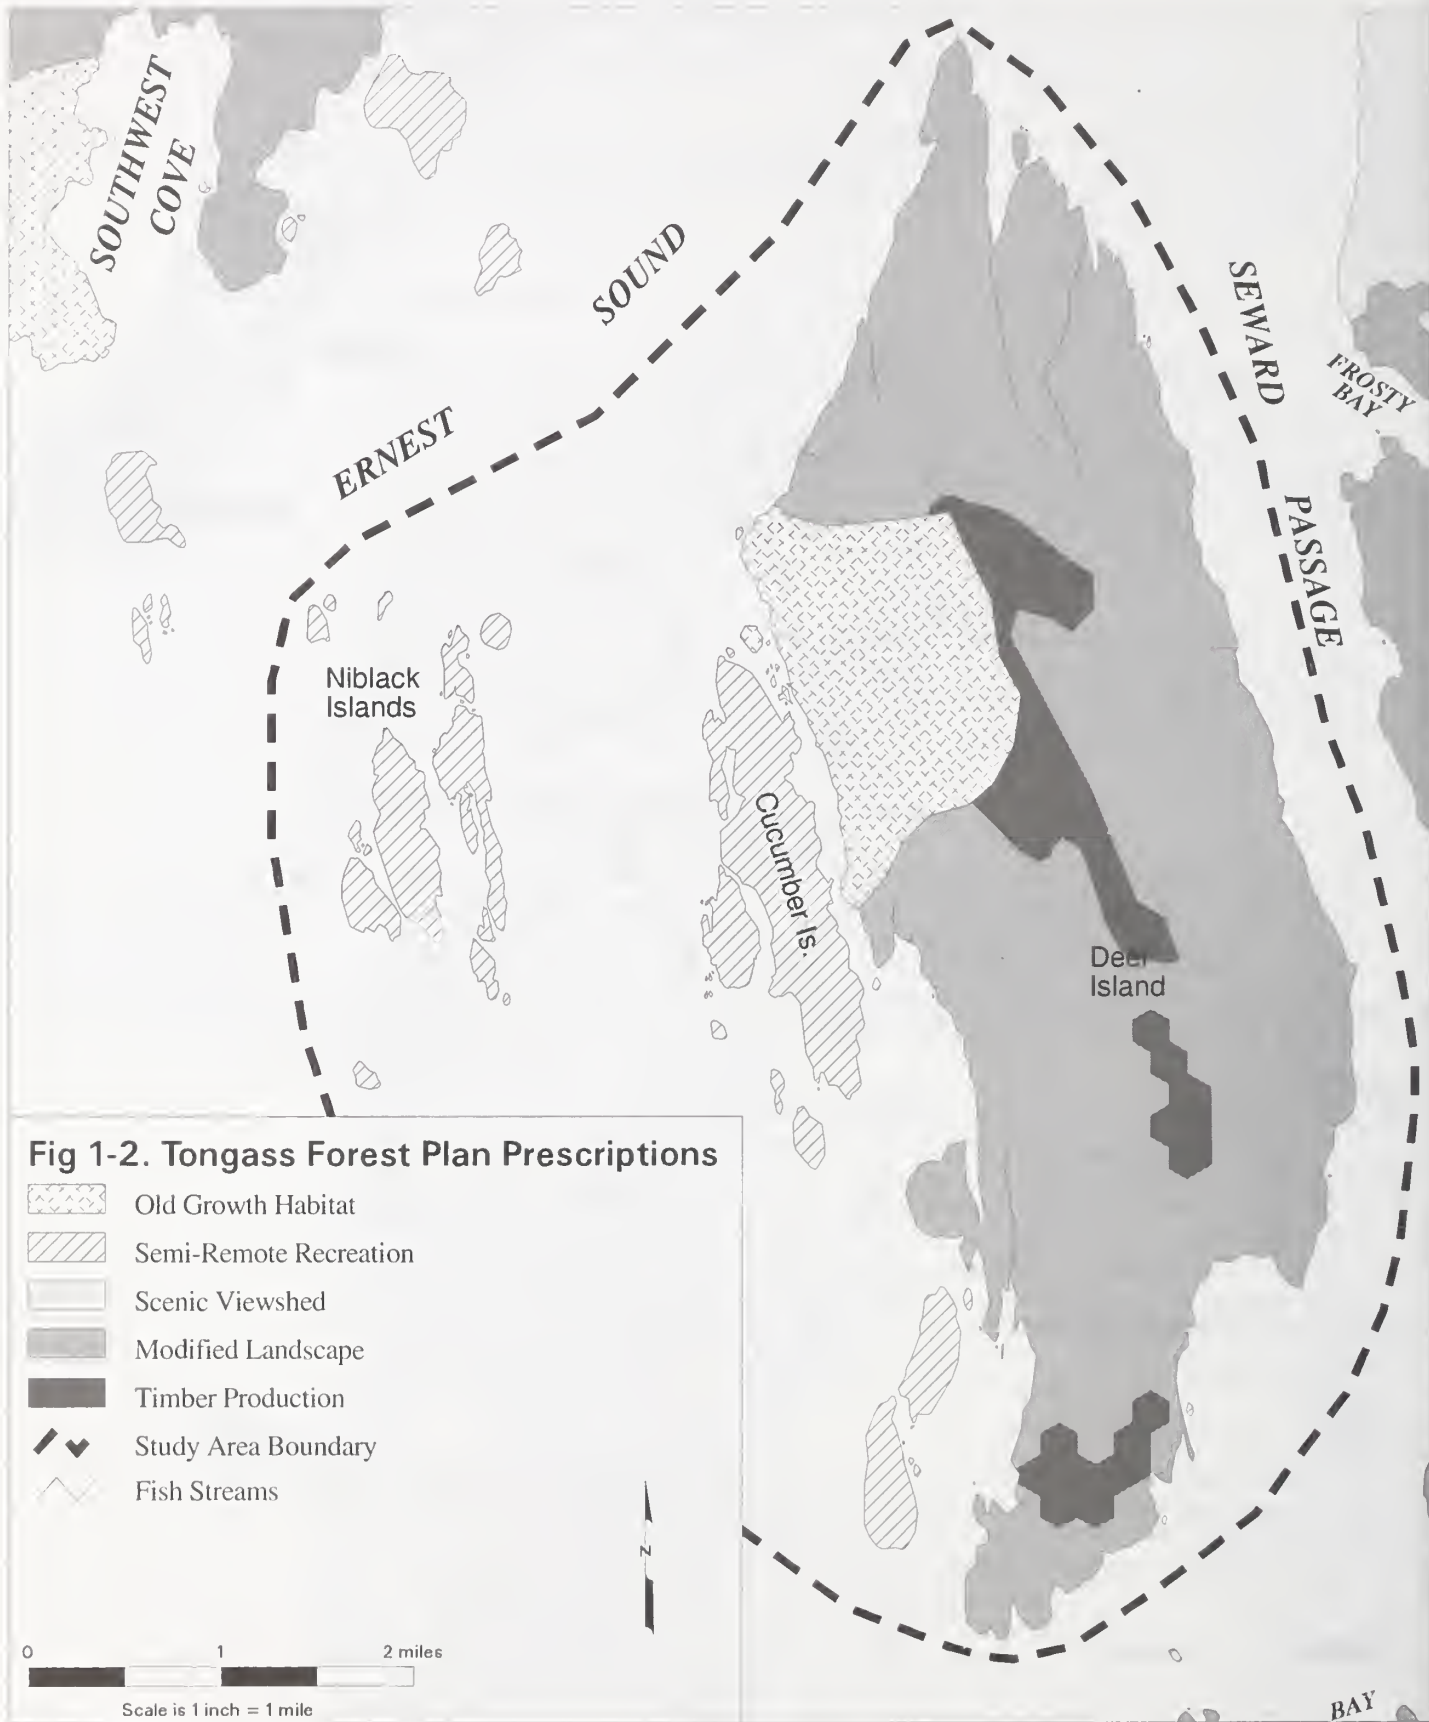 SOUTHWEST
COVE
ERNEST SOUND
SEWARD PASSAGE
FROSTY
BAY
Niblack
Islands
Cucumber Is.
Deer
Island
Fig 1-2. Tongass Forest Plan Prescriptions
Old Growth Habitat
Semi-Remote Recreation
Scenic Viewshed
Modified Landscape
Timber Production
Study Area Boundary
Fish Streams
N
0 1 2 miles
Scale is 1 inch = 1 mile
BAY